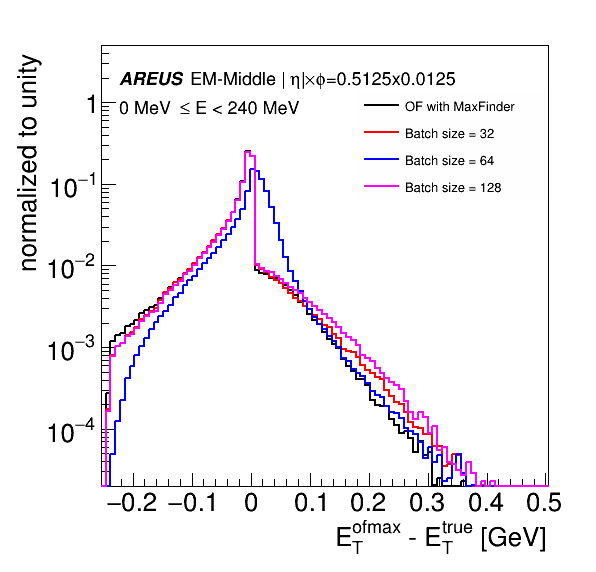 normalized to unity
AREUS EM-Middle | η|×ϕ=0.5125x0.0125
0 MeV ≤ E < 240 MeV
OF with MaxFinder
Batch size = 32
Batch size = 64
Batch size = 128
1
10⁻¹
10⁻²
10⁻³
10⁻⁴
−0.2 −0.1 0 0.1 0.2 0.3 0.4 0.5
E_T^ofmax - E_T^true [GeV]